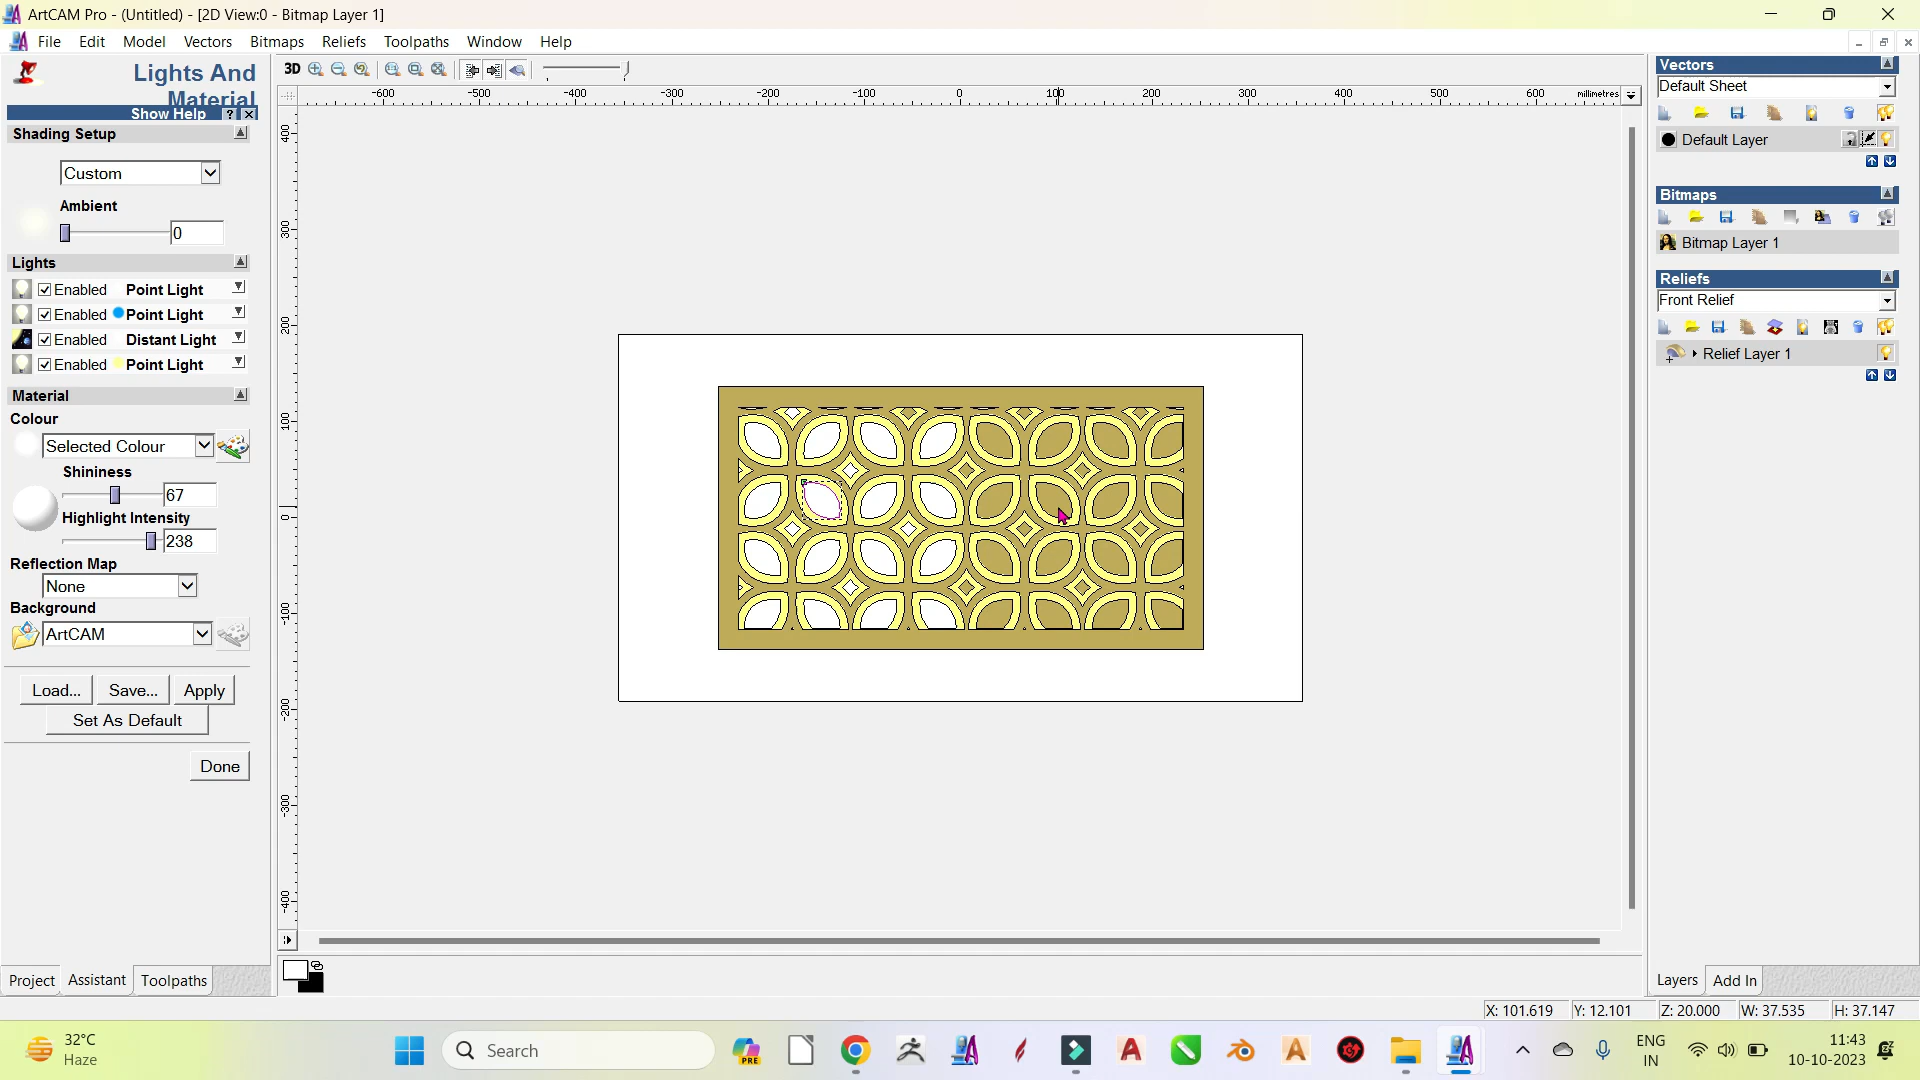 ArtCAM Pro - (Untitled) - [2D View:0 - Bitmap Layer 1]
File Edit Model Vectors Bitmaps Reliefs Toolpaths Window Help
Lights And
Material
Show Help ? X
Shading Setup
Custom
Ambient
0
Lights
Enabled Point Light
Enabled Point Light
Enabled Distant Light
Enabled Point Light
Material
Colour
Selected Colour
Shininess
67
Highlight Intensity
238
Reflection Map
None
Background
ArtCAM
Load... Save... Apply
Set As Default
Done
Project Assistant Toolpaths
3D
-600 -500 -400 -300 -200 -100 0 100 200 300 400 500 600 millimetres
400
300
200
100
0
-100
-200
-300
-400
Vectors
Default Sheet
Default Layer
Bitmaps
Bitmap Layer 1
Reliefs
Front Relief
Relief Layer 1
Layers Add In
X: 101.619 Y: 12.101 Z: 20.000 W: 37.535 H: 37.147
32°C
Haze
Search
PRE
ENG
IN
11:43
10-10-2023